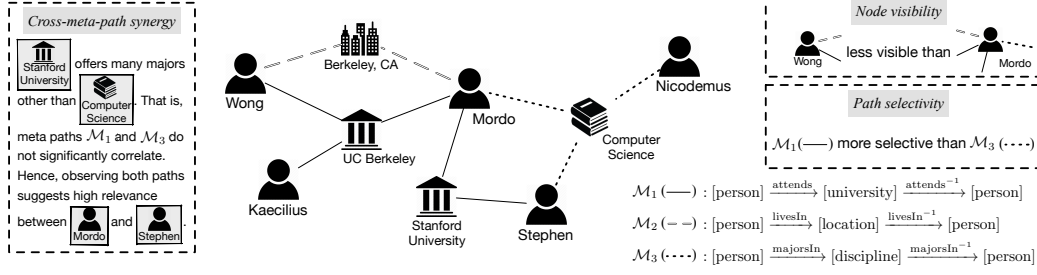 Cross-meta-path synergy
Stanford
University
offers many majors
other than
Computer
Science
. That is,
meta paths ℳ₁ and ℳ₃ do
not significantly correlate.
Hence, observing both paths
suggests high relevance
between
Mordo
and
Stephen
.
Berkeley, CA
Wong
Mordo
UC Berkeley
Kaecilius
Stanford
University
Stephen
Computer
Science
Nicodemus
Node visibility
Wong
less visible than
Mordo
Path selectivity
ℳ₁(——) more selective than ℳ₃(····)
ℳ₁(——) : [person] —attends→ [university] —attends⁻¹→ [person]
ℳ₂(– –) : [person] —livesIn→ [location] —livesIn⁻¹→ [person]
ℳ₃(····) : [person] —majorsIn→ [discipline] —majorsIn⁻¹→ [person]